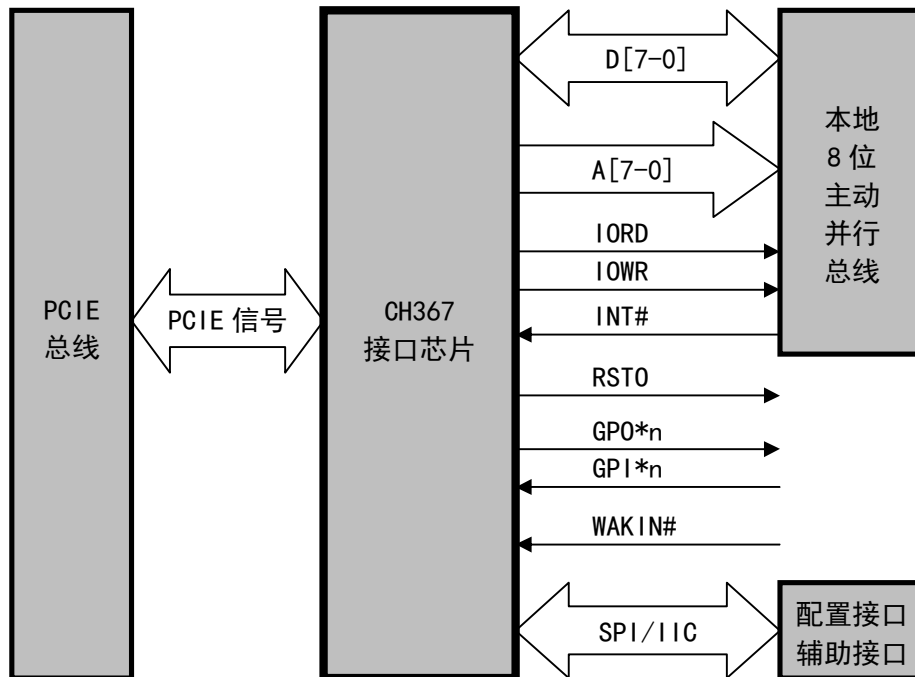 PCIE
总线
PCIE 信号
CH367
接口芯片
D[7-0]
A[7-0]
IORD
IOWR
INT#
RSTO
GPO*n
GPI*n
WAKIN#
SPI/IIC
本地
8 位
主动
并行
总线
配置接口
辅助接口